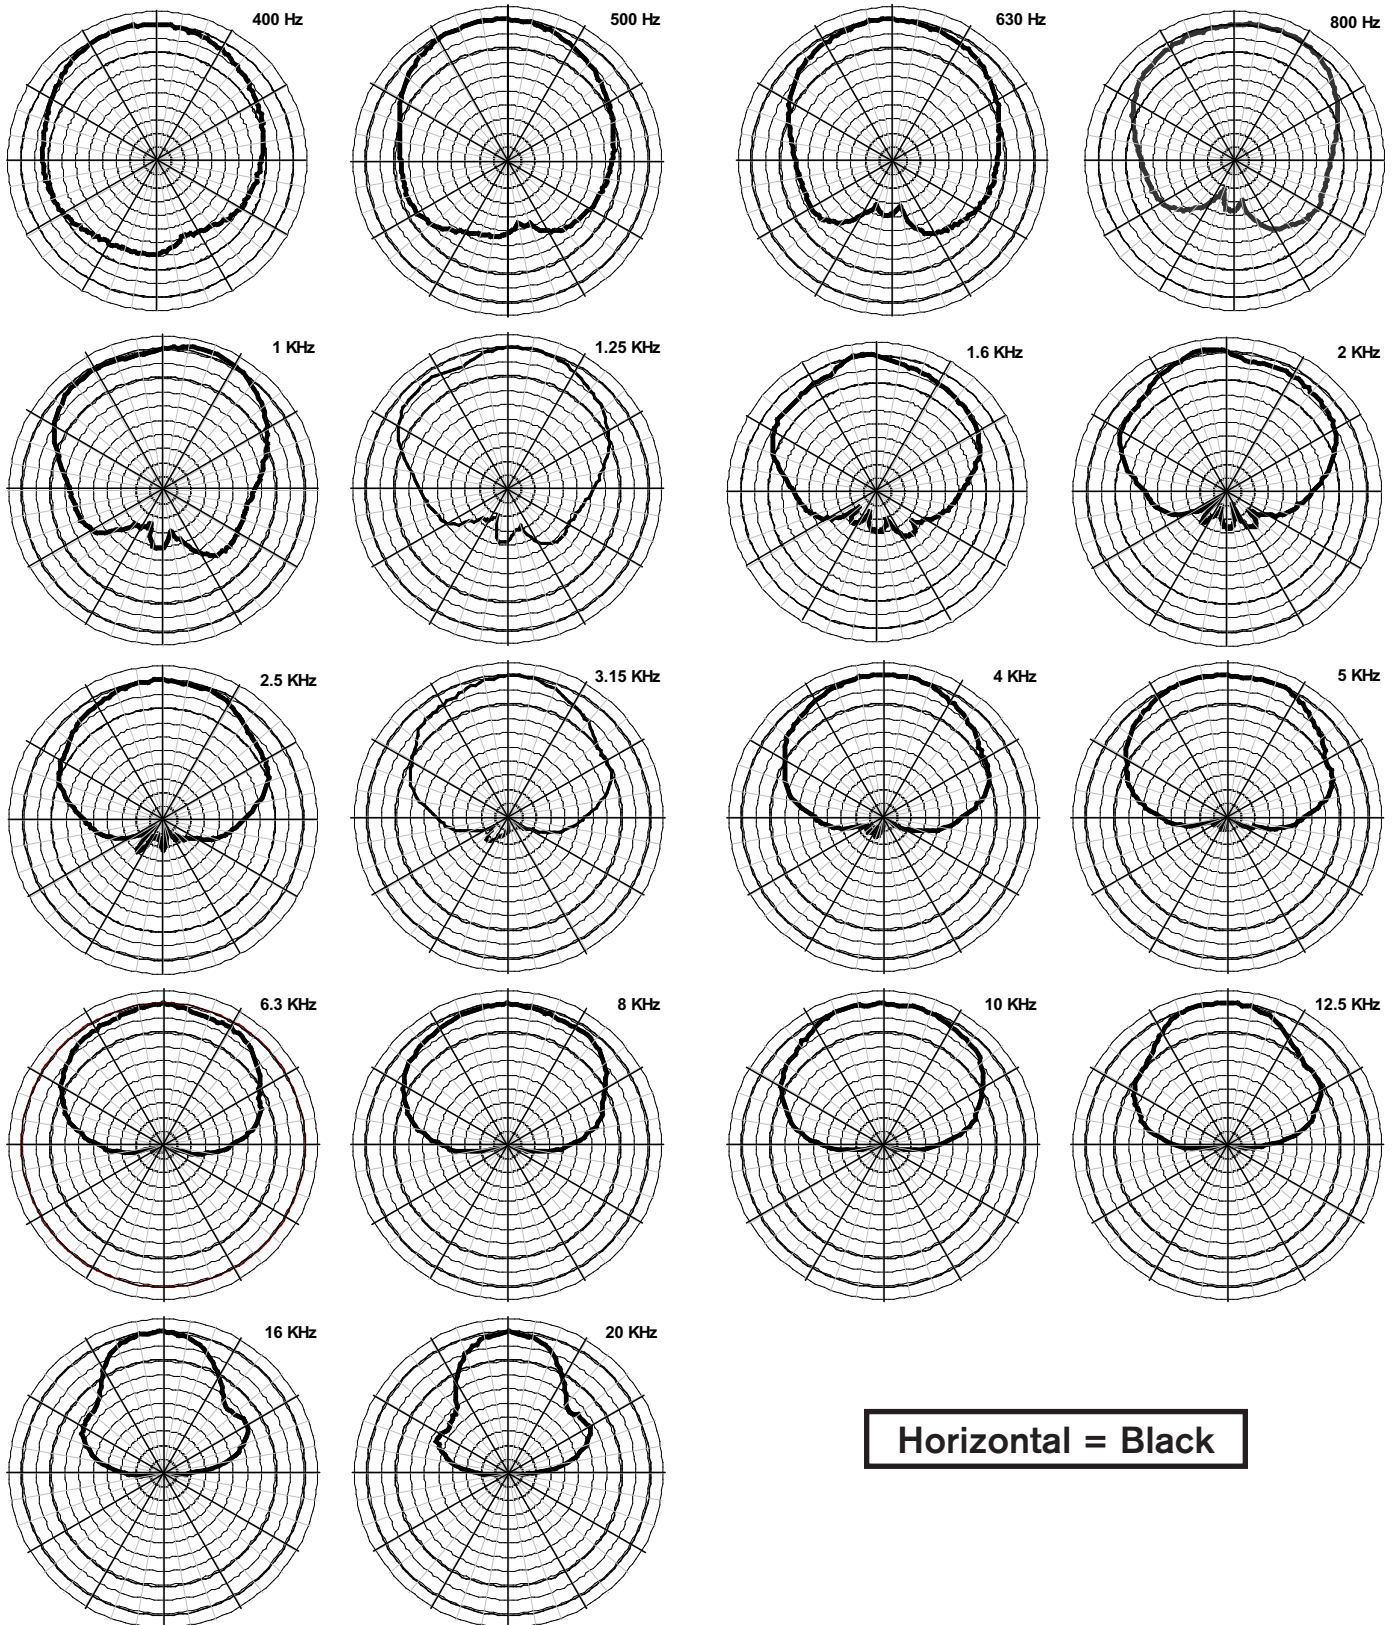 400 Hz
500 Hz
630 Hz
800 Hz
1 KHz
1.25 KHz
1.6 KHz
2 KHz
2.5 KHz
3.15 KHz
4 KHz
5 KHz
6.3 KHz
8 KHz
10 KHz
12.5 KHz
16 KHz
20 KHz
Horizontal = Black